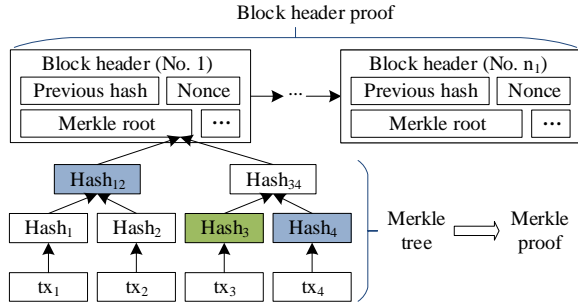 Block header proof
Block header (No. 1)
Previous hash
Nonce
Merkle root
...
...
Block header (No. n₁)
Previous hash
Nonce
Merkle root
...
Hash₁₂
Hash₃₄
Hash₁
Hash₂
Hash₃
Hash₄
tx₁
tx₂
tx₃
tx₄
Merkle
tree
Merkle
proof